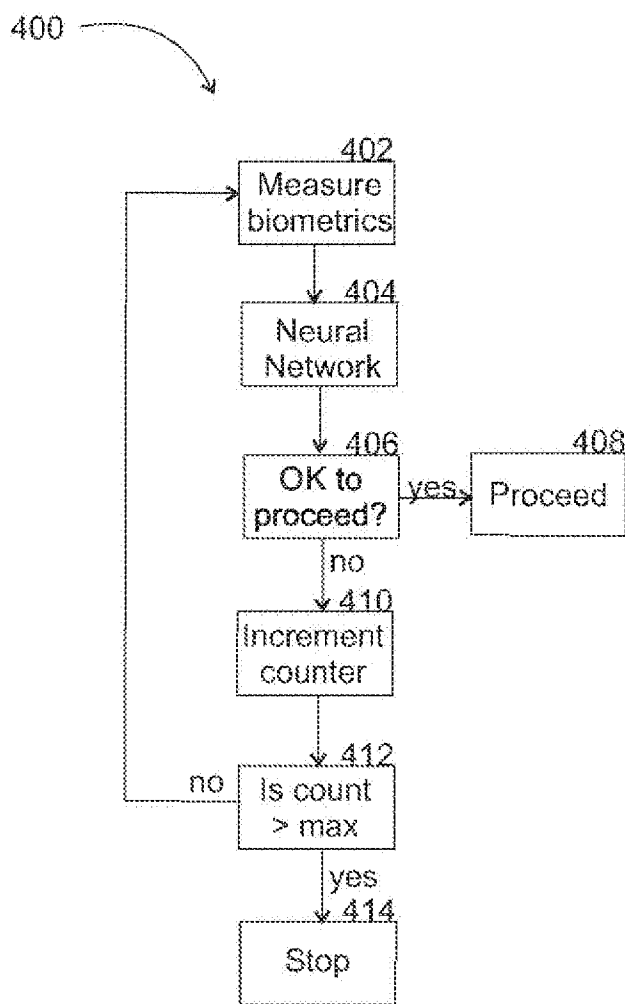 400
402
Measure
biometrics
404
Neural
Network
406
OK to
proceed?
yes
408
Proceed
no
410
Increment
counter
412
Is count
> max
no
yes
414
Stop